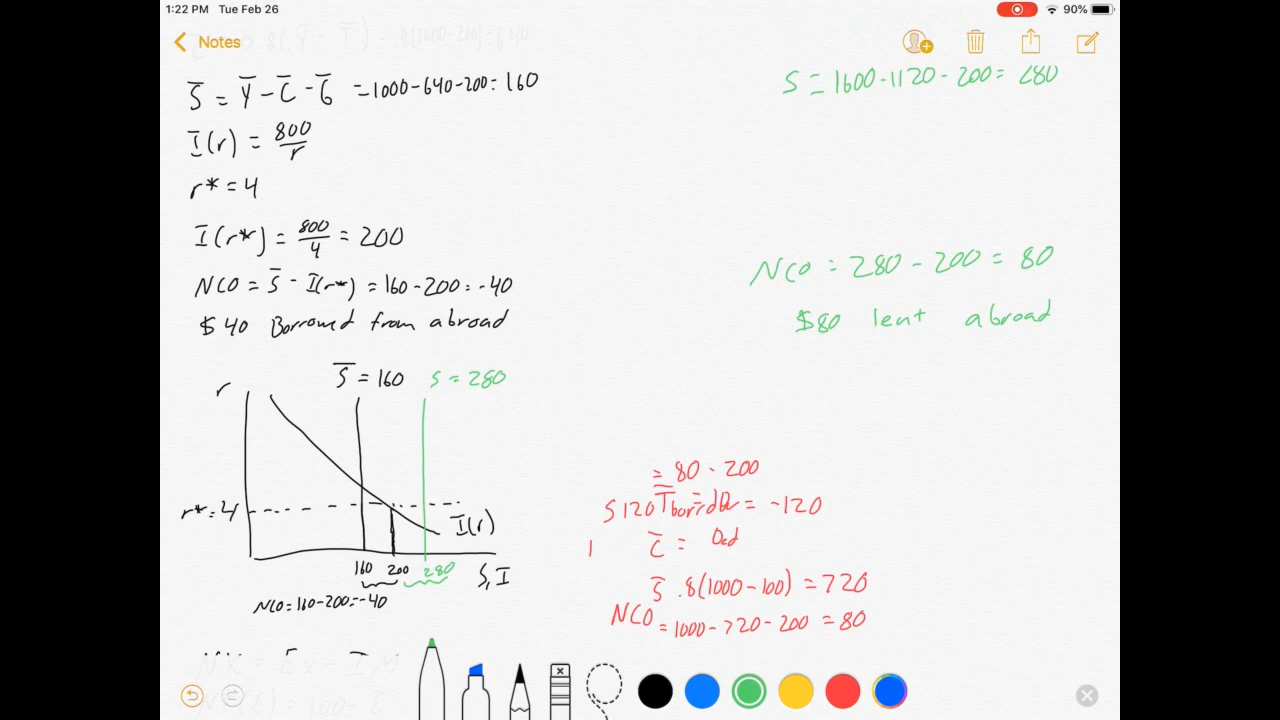 1:22 PM Tue Feb 26
90%
Notes
S̅ = Y̅ - C̅ - G̅ = 1000-640-200=160
S = 1600-1120-200=280
I̅(r) = 800/r
r* = 4
I̅(r*) = 800/4 = 200
NCO = S̅ - I(r*) = 160-200=-40
NCO = 280-200 = 80
$40 Borrowed from abroad
$80 lent abroad
S̅ = 160 S = 280
r
r*=4
I̅(r)
160 200 280 S, I
NCO=160-200=-40
= 80 - 200
= -120
C̅ =
.8(1000-100) = 720
NCO
=1000-720-200 = 80
NX = EX - IM